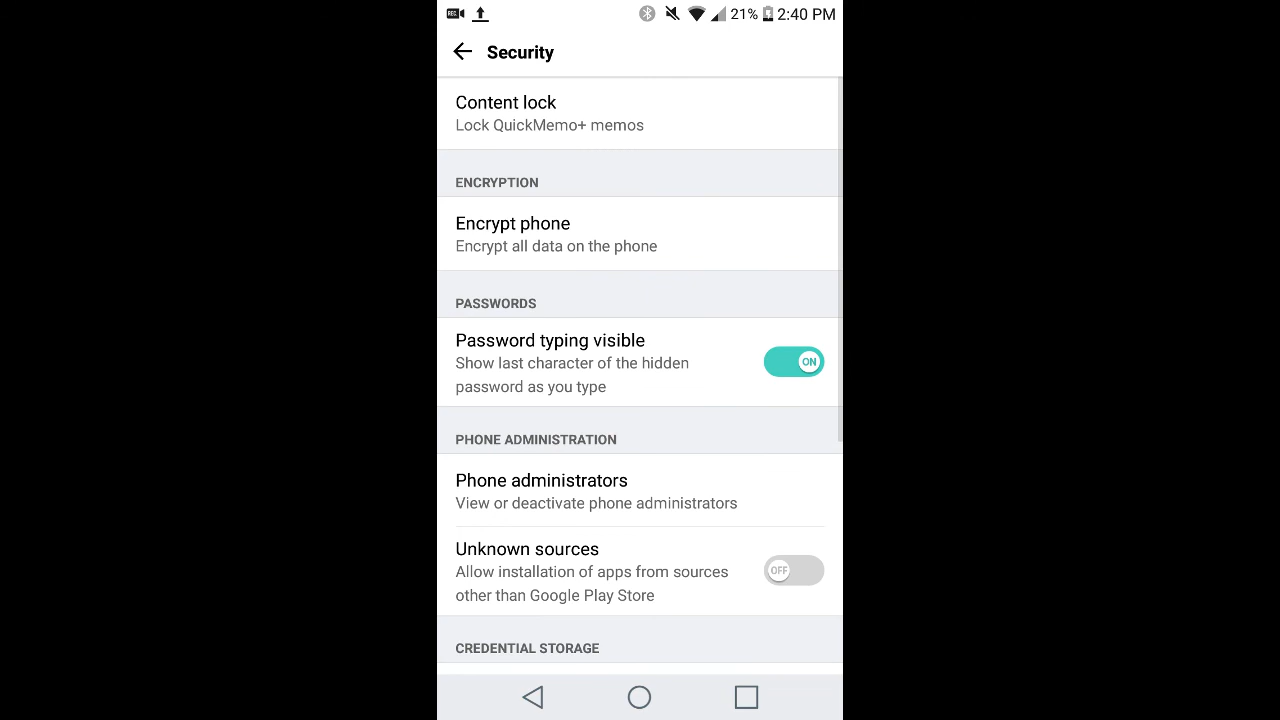 REC 21% 2:40 PM
Security
Content lock
Lock QuickMemo+ memos
ENCRYPTION
Encrypt phone
Encrypt all data on the phone
PASSWORDS
Password typing visible
Show last character of the hidden
password as you type
ON
PHONE ADMINISTRATION
Phone administrators
View or deactivate phone administrators
Unknown sources
Allow installation of apps from sources
other than Google Play Store
OFF
CREDENTIAL STORAGE